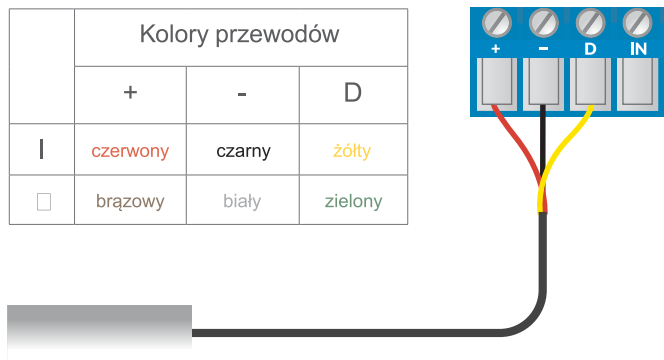 Kolory przewodów
+ - D
I czerwony czarny żółty
□ brązowy biały zielony
+ - D IN